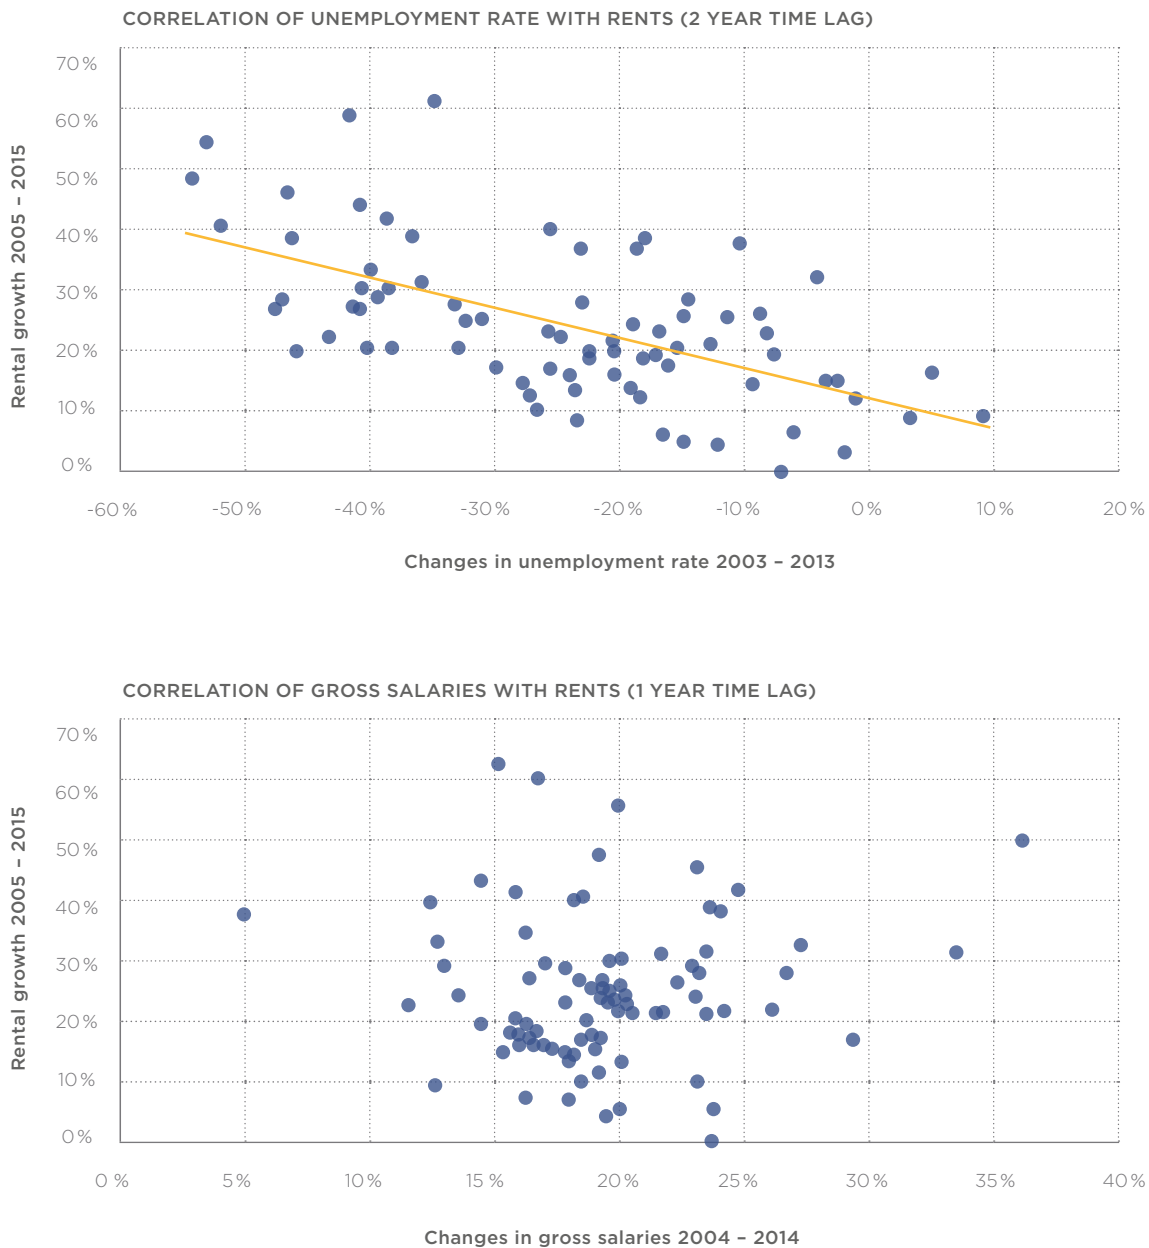 CORRELATION OF UNEMPLOYMENT RATE WITH RENTS (2 YEAR TIME LAG)
Rental growth 2005 – 2015
70 %
60 %
50 %
40 %
30 %
20 %
10 %
0 %
-60 % -50 % -40 % -30 % -20 % -10 % 0 % 10 % 20 %
Changes in unemployment rate 2003 – 2013
CORRELATION OF GROSS SALARIES WITH RENTS (1 YEAR TIME LAG)
Rental growth 2005 – 2015
70 %
60 %
50 %
40 %
30 %
20 %
10 %
0 %
0 % 5 % 10 % 15 % 20 % 25 % 30 % 35 % 40 %
Changes in gross salaries 2004 – 2014